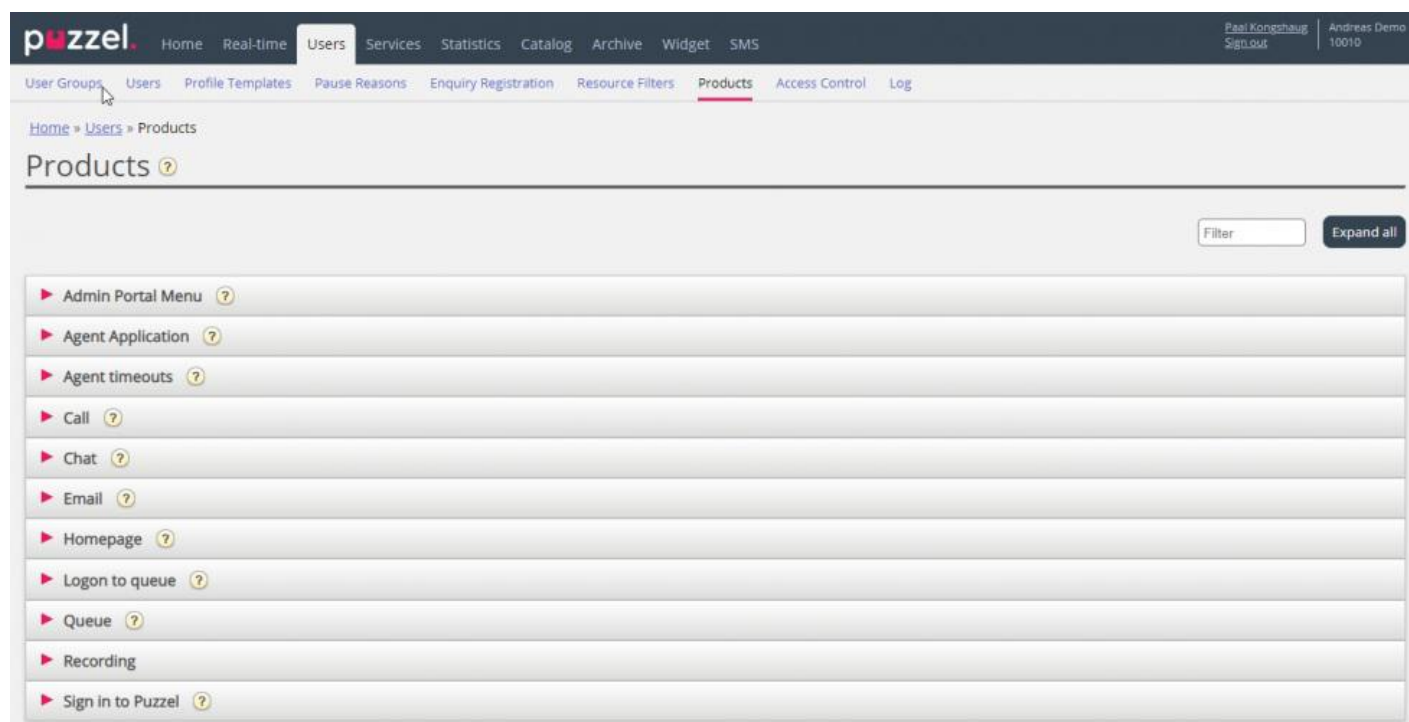 puzzel. Home Real-time Users Services Statistics Catalog Archive Widget SMS
Paal Kongshaug Andreas Demo
Sign out 10010
User Groups Users Profile Templates Pause Reasons Enquiry Registration Resource Filters Products Access Control Log
Home » Users » Products
Products ?
Filter Expand all
Admin Portal Menu ?
Agent Application ?
Agent timeouts ?
Call ?
Chat ?
Email ?
Homepage ?
Logon to queue ?
Queue ?
Recording
Sign in to Puzzel ?